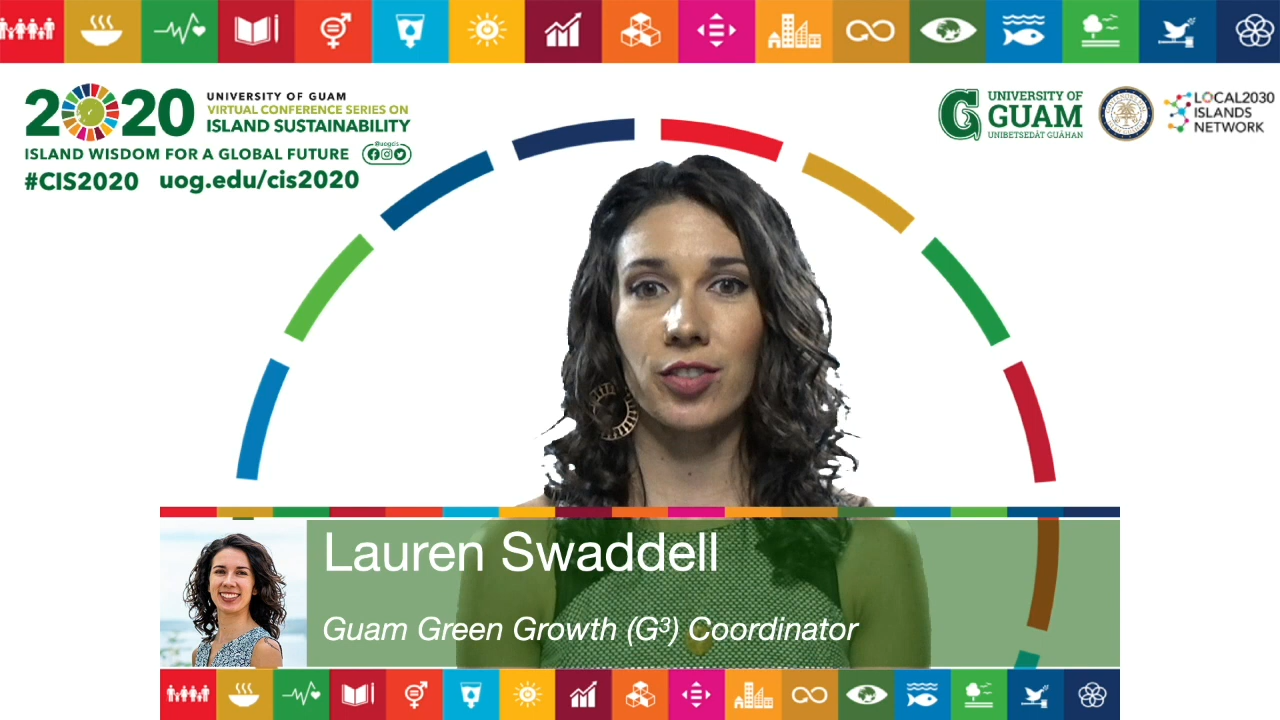 2020
UNIVERSITY OF GUAM
VIRTUAL CONFERENCE SERIES ON
ISLAND SUSTAINABILITY
ISLAND WISDOM FOR A GLOBAL FUTURE
@uogcis
#CIS2020 uog.edu/cis2020
G
UNIVERSITY OF
GUAM
UNIBETSEDÅT GUÅHAN
LOCAL2030
ISLANDS
NETWORK
Lauren Swaddell
Guam Green Growth (G³) Coordinator